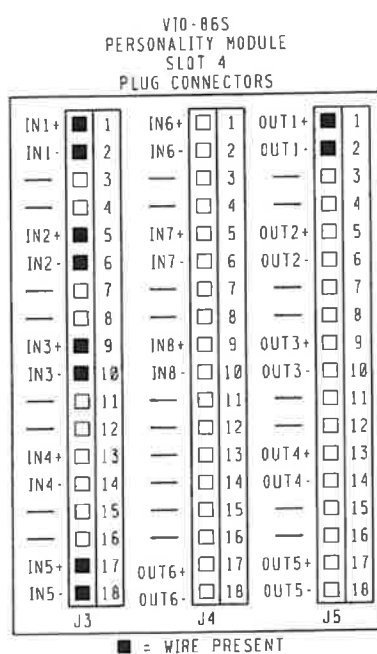 VIO-86S
PERSONALITY MODULE
SLOT 4
PLUG CONNECTORS
IN1+ 1 IN6+ 1 OUT1+ 1
IN1- 2 IN6- 2 OUT1- 2
3 3 3
4 4 4
IN2+ 5 IN7+ 5 OUT2+ 5
IN2- 6 IN7- 6 OUT2- 6
7 7 7
8 8 8
IN3+ 9 IN8+ 9 OUT3+ 9
IN3- 10 IN8- 10 OUT3- 10
11 11 11
12 12 12
IN4+ 13 13 OUT4+ 13
IN4- 14 14 OUT4- 14
15 15 15
16 16 16
IN5+ 17 OUT6+ 17 OUT5+ 17
IN5- 18 OUT6- 18 OUT5- 18
J3 J4 J5
■ = WIRE PRESENT